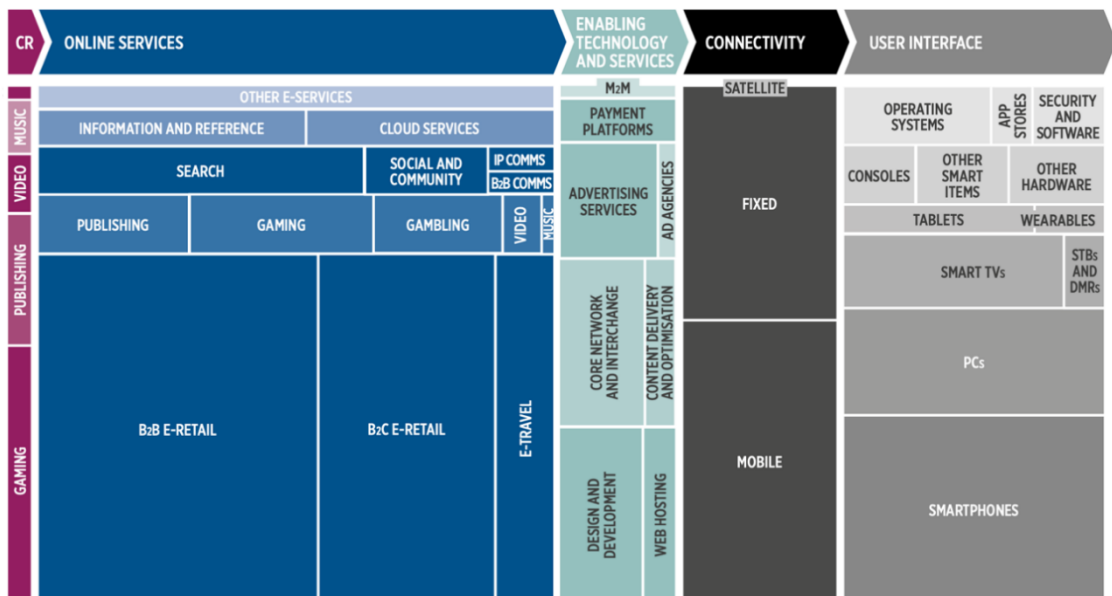 CR
ONLINE SERVICES
ENABLING
TECHNOLOGY
AND SERVICES
CONNECTIVITY
USER INTERFACE
MUSIC
VIDEO
PUBLISHING
GAMING
OTHER E-SERVICES
INFORMATION AND REFERENCE
CLOUD SERVICES
SEARCH
SOCIAL AND
COMMUNITY
IP COMMS
B2B COMMS
PUBLISHING
GAMING
GAMBLING
VIDEO
MUSIC
B2B E-RETAIL
B2C E-RETAIL
E-TRAVEL
M2M
PAYMENT
PLATFORMS
ADVERTISING
SERVICES
AD AGENCIES
CORE NETWORK
AND INTERCHANGE
CONTENT DELIVERY
AND OPTIMISATION
DESIGN AND
DEVELOPMENT
WEB HOSTING
SATELLITE
FIXED
MOBILE
OPERATING
SYSTEMS
APP
STORES
SECURITY
AND
SOFTWARE
CONSOLES
OTHER
SMART
ITEMS
OTHER
HARDWARE
TABLETS
WEARABLES
SMART TVs
STBs
AND
DMRs
PCs
SMARTPHONES